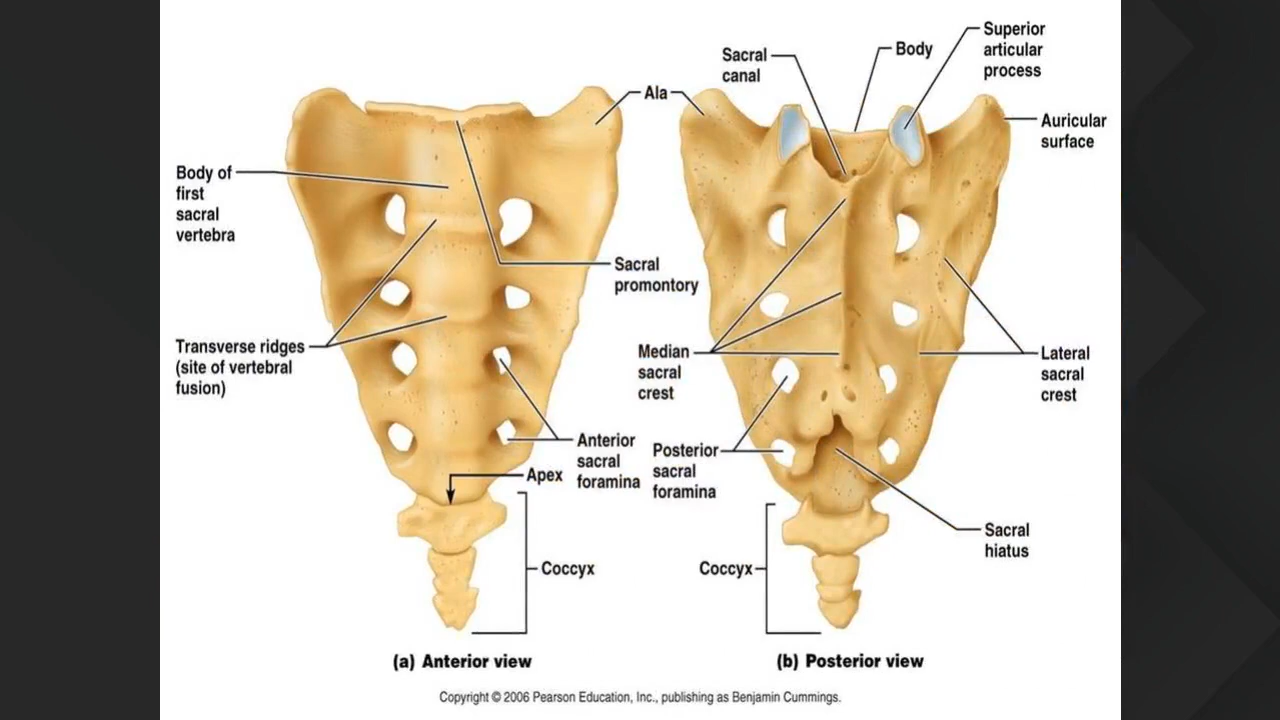 Superior
articular
process
Sacral
canal
Body
Ala
Auricular
surface
Body of
first
sacral
vertebra
Sacral
promontory
Transverse ridges
(site of vertebral
fusion)
Median
sacral
crest
Lateral
sacral
crest
Anterior
sacral
foramina
Posterior
sacral
foramina
Apex
Sacral
hiatus
Coccyx
Coccyx
(a) Anterior view
(b) Posterior view
Copyright © 2006 Pearson Education, Inc., publishing as Benjamin Cummings.